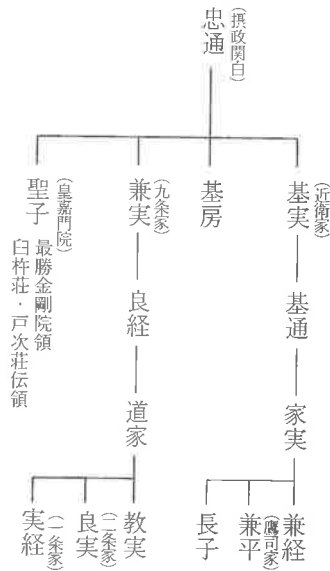 忠通
(摂政関白)
基実
(近衛家)
基通
家実
兼経
兼平
(鷹司家)
長子
基房
兼実
(九条家)
良経
道家
教実
良実
(二条家)
実経
(一条家)
聖子
(皇嘉門院)
最勝金剛院領
臼杵荘・戸次荘伝領